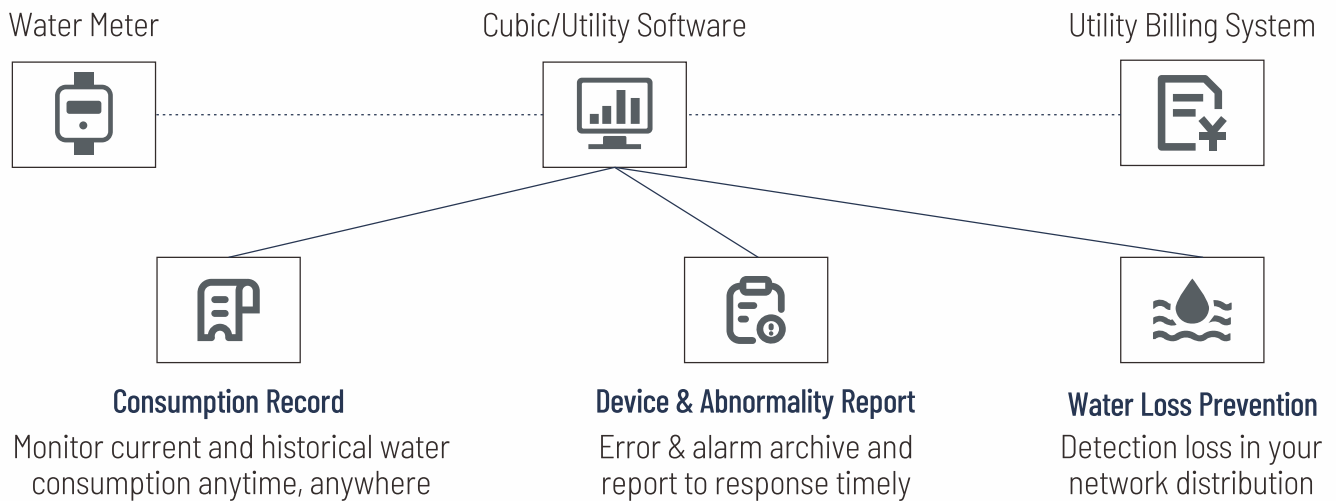 Water Meter
Cubic/Utility Software
Utility Billing System
Consumption Record
Monitor current and historical water
consumption anytime, anywhere
Device & Abnormality Report
Error & alarm archive and
report to response timely
Water Loss Prevention
Detection loss in your
network distribution